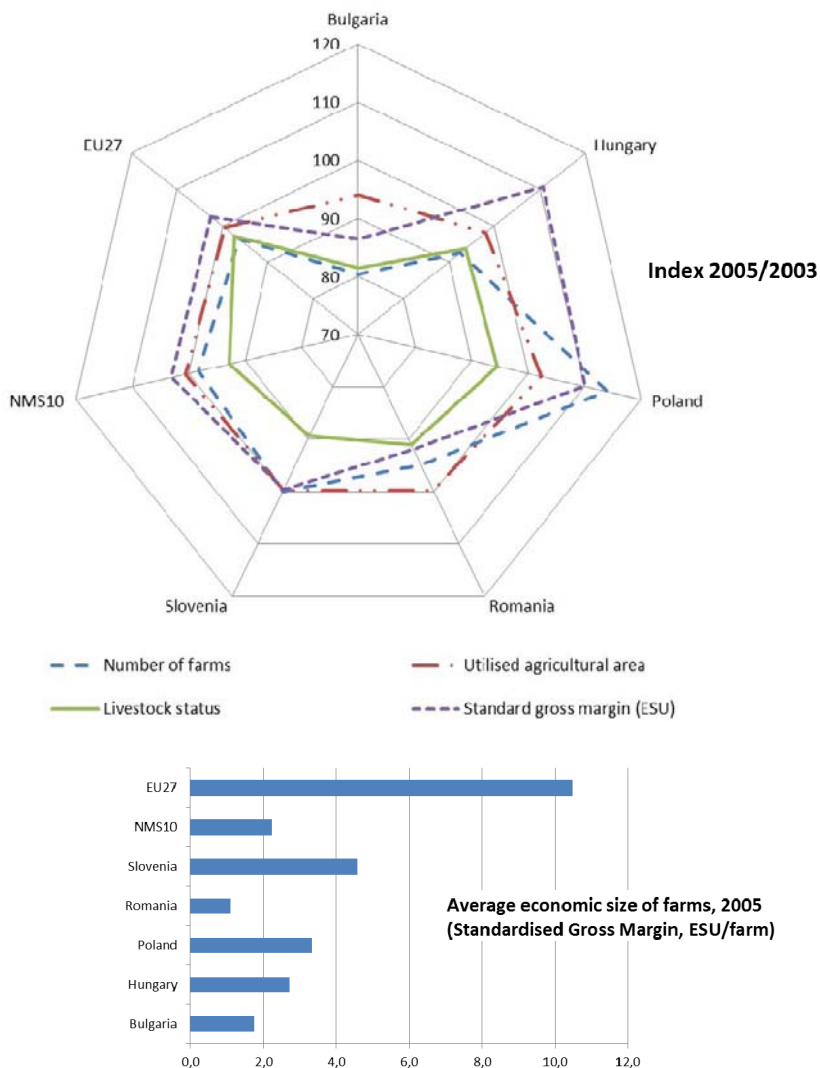 Bulgaria
120
110
100
90
80
70
EU27
Hungary
Index 2005/2003
NMS10
Poland
Slovenia
Romania
Number of farms
Utilised agricultural area
Livestock status
Standard gross margin (ESU)
EU27
NMS10
Slovenia
Romania
Poland
Hungary
Bulgaria
Average economic size of farms, 2005
(Standardised Gross Margin, ESU/farm)
0,0 2,0 4,0 6,0 8,0 10,0 12,0